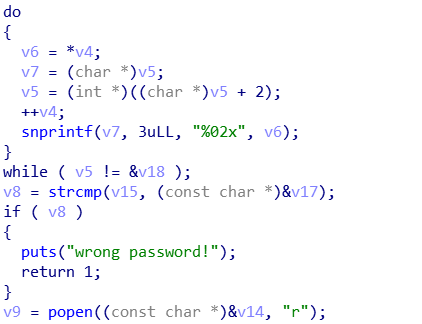 do
{
v6 = *v4;
v7 = (char *)v5;
v5 = (int *)((char *)v5 + 2);
++v4;
snprintf(v7, 3uLL, "%02x", v6);
}
while ( v5 != &v18 );
v8 = strcmp(v15, (const char *)&v17);
if ( v8 )
{
puts("wrong password!");
return 1;
}
v9 = popen((const char *)&v14, "r");